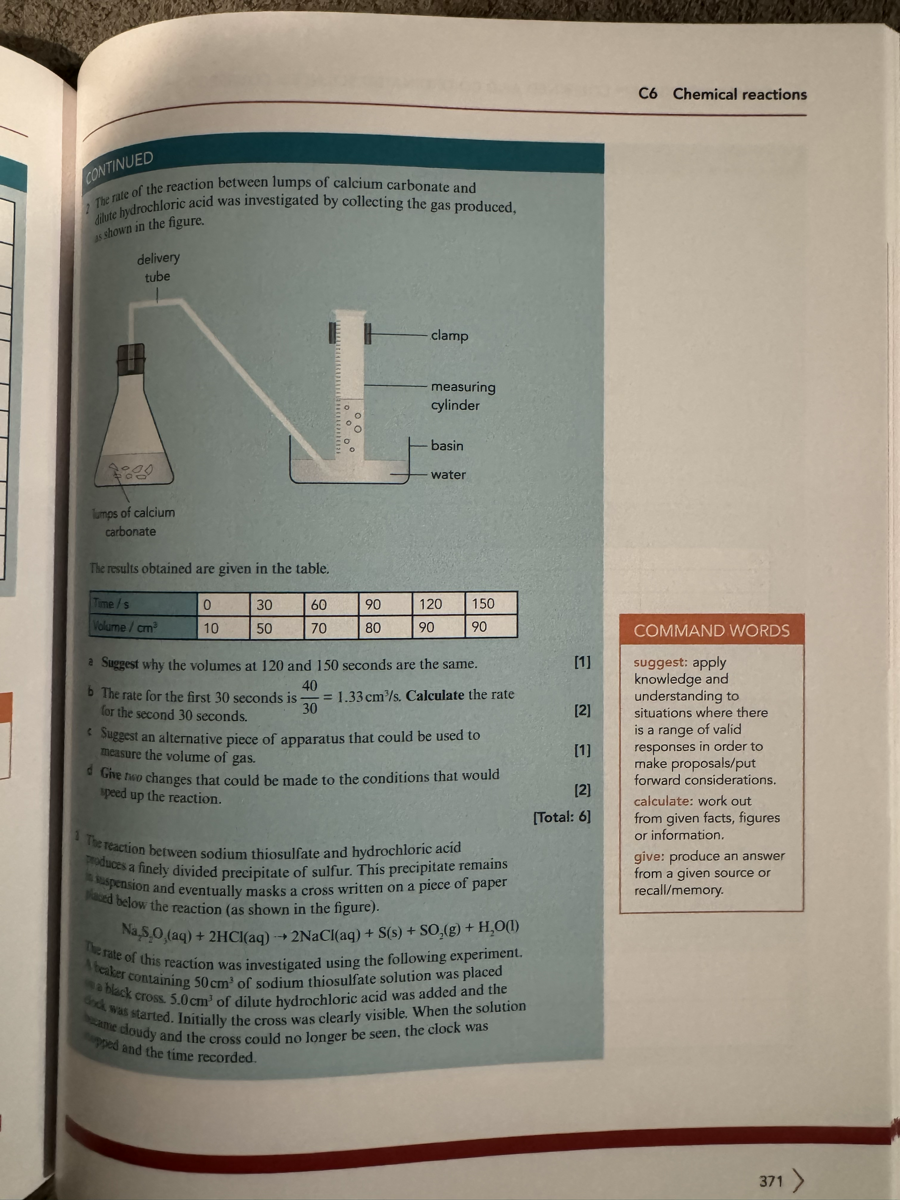 C6 Chemical reactions
CONTINUED
2 The rate of the reaction between lumps of calcium carbonate and
dilute hydrochloric acid was investigated by collecting the gas produced,
as shown in the figure.
delivery
tube
clamp
measuring
cylinder
basin
water
lumps of calcium
carbonate
The results obtained are given in the table.
Time / s 0 30 60 90 120 150
Volume / cm³ 10 50 70 80 90 90
a Suggest why the volumes at 120 and 150 seconds are the same. [1]
b The rate for the first 30 seconds is 40/30 = 1.33 cm³/s. Calculate the rate
for the second 30 seconds. [2]
c Suggest an alternative piece of apparatus that could be used to
measure the volume of gas. [1]
d Give two changes that could be made to the conditions that would
speed up the reaction. [2]
[Total: 6]
The reaction between sodium thiosulfate and hydrochloric acid
produces a finely divided precipitate of sulfur. This precipitate remains
in suspension and eventually masks a cross written on a piece of paper
placed below the reaction (as shown in the figure).
Na₂S₂O₃(aq) + 2HCl(aq) → 2NaCl(aq) + S(s) + SO₂(g) + H₂O(l)
The rate of this reaction was investigated using the following experiment.
A beaker containing 50 cm³ of sodium thiosulfate solution was placed
on a black cross. 5.0 cm³ of dilute hydrochloric acid was added and the
clock was started. Initially the cross was clearly visible. When the solution
became cloudy and the cross could no longer be seen, the clock was
stopped and the time recorded.
COMMAND WORDS
suggest: apply
knowledge and
understanding to
situations where there
is a range of valid
responses in order to
make proposals/put
forward considerations.
calculate: work out
from given facts, figures
or information.
give: produce an answer
from a given source or
recall/memory.
371 >